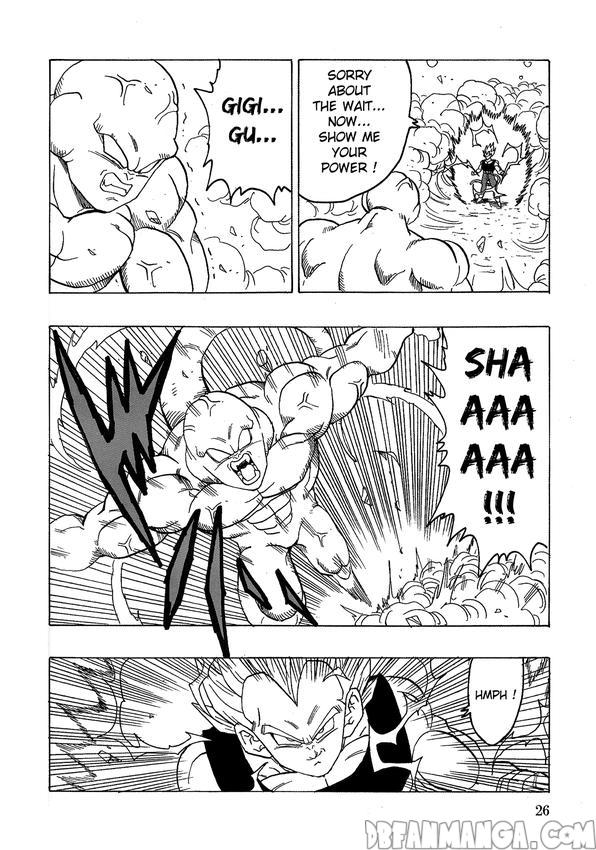 GIGI...
GU...
SORRY
ABOUT
THE WAIT...
NOW...
SHOW ME
YOUR
POWER !
SHA
AAA
AAA
!!!
HMPH !
26
DBFANMANGA.COM